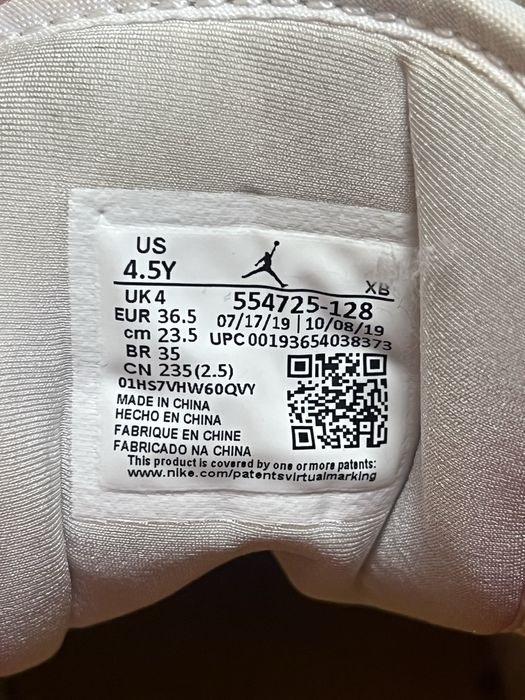 US
4.5Y
XB
UK 4
554725-128
EUR 36.5
07/17/19 | 10/08/19
cm 23.5
UPC 00193654038373
BR 35
CN 235(2.5)
01HS7VHW60QVY
MADE IN CHINA
HECHO EN CHINA
FABRIQUE EN CHINE
FABRICADO NA CHINA
This product is covered by one or more patents:
www.nike.com/patentsvirtualmarking